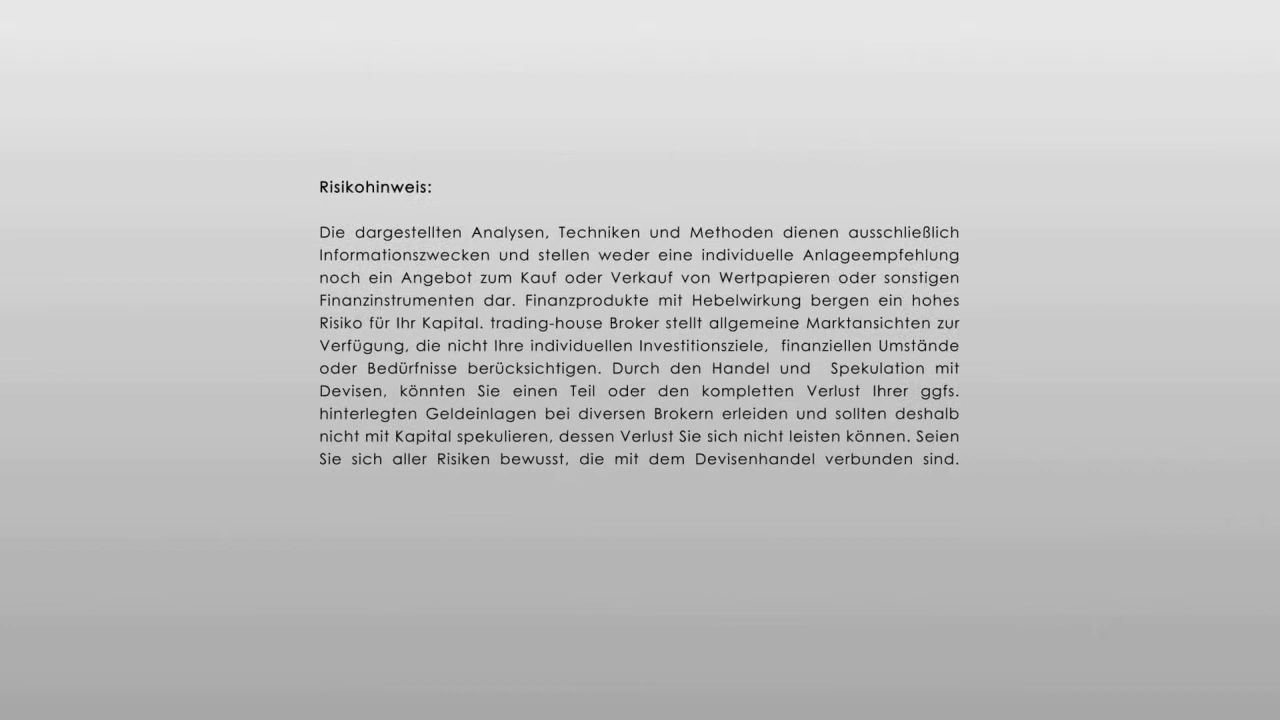 Risikohinweis:
Die dargestellten Analysen, Techniken und Methoden dienen ausschließlich
Informationszwecken und stellen weder eine individuelle Anlageempfehlung
noch ein Angebot zum Kauf oder Verkauf von Wertpapieren oder sonstigen
Finanzinstrumenten dar. Finanzprodukte mit Hebelwirkung bergen ein hohes
Risiko für Ihr Kapital. trading-house Broker stellt allgemeine Marktansichten zur
Verfügung, die nicht Ihre individuellen Investitionsziele, finanziellen Umstände
oder Bedürfnisse berücksichtigen. Durch den Handel und Spekulation mit
Devisen, könnten Sie einen Teil oder den kompletten Verlust Ihrer ggfs.
hinterlegten Geldeinlagen bei diversen Brokern erleiden und sollten deshalb
nicht mit Kapital spekulieren, dessen Verlust Sie sich nicht leisten können. Seien
Sie sich aller Risiken bewusst, die mit dem Devisenhandel verbunden sind.